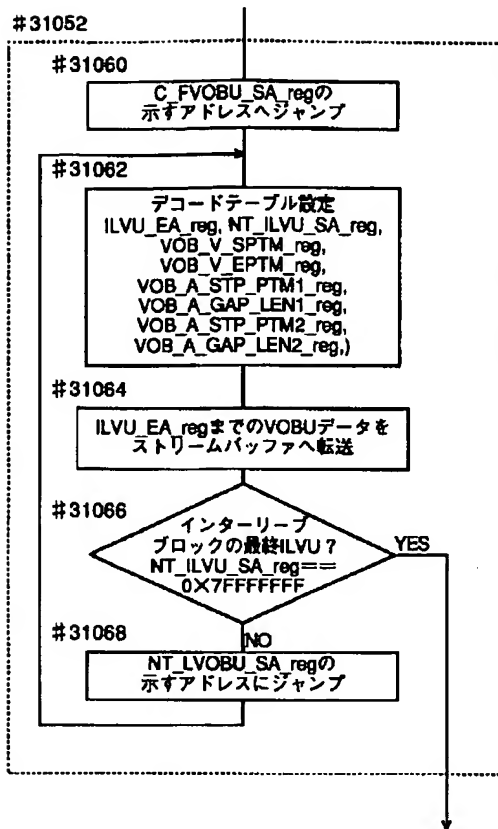 #31052
#31060
C_FVOBU_SA_regの
示すアドレスへジャンプ
#31062
デコードテーブル設定
ILVU_EA_reg, NT_ILVU_SA_reg,
VOB_V_SPTM_reg,
VOB_V_EPTM_reg,
VOB_A_STP_PTM1_reg,
VOB_A_GAP_LEN1_reg,
VOB_A_STP_PTM2_reg,
VOB_A_GAP_LEN2_reg,)
#31064
ILVU_EA_regまでのVOBUデータを
ストリームバッファへ転送
#31066
インターリーブ
ブロックの最終ILVU?
NT_ILVU_SA_reg==
0X7FFFFFFF
YES
#31068
NO
NT_LVOBU_SA_regの
示すアドレスにジャンプ